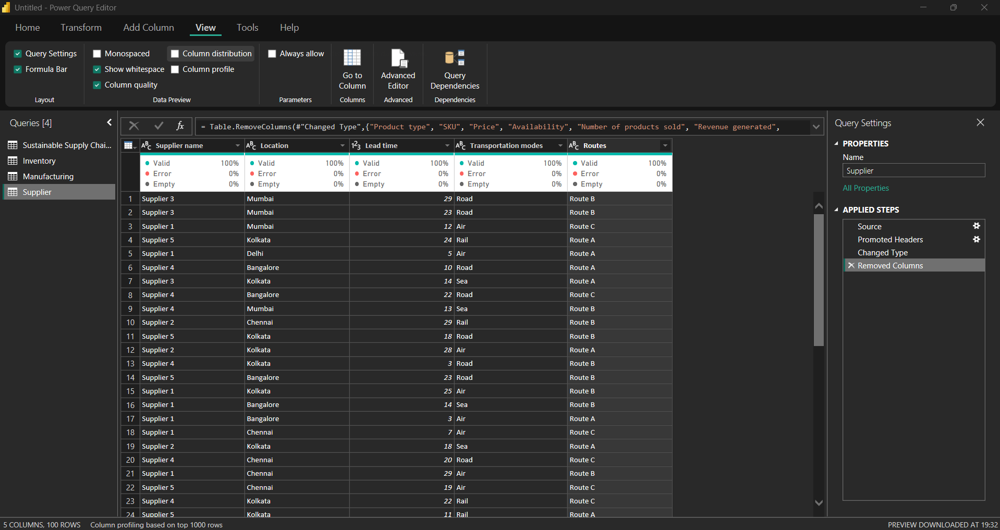 Untitled - Power Query Editor
Home Transform Add Column View Tools Help
Query Settings Monospaced Column distribution Always allow
Formula Bar Show whitespace Column profile
Column quality
Go to Column
Advanced Editor
Query Dependencies
Layout Data Preview Parameters Columns Advanced Dependencies
Queries [4]
Sustainable Supply Chai...
Inventory
Manufacturing
Supplier
fx = Table.RemoveColumns(#"Changed Type",{"Product type", "SKU", "Price", "Availability", "Number of products sold", "Revenue generated",
ABC Supplier name ABC Location 123 Lead time ABC Transportation modes ABC Routes
Valid 100% Valid 100% Valid 100% Valid 100% Valid 100%
Error 0% Error 0% Error 0% Error 0% Error 0%
Empty 0% Empty 0% Empty 0% Empty 0% Empty 0%
1 Supplier 3 Mumbai 29 Road Route B
2 Supplier 3 Mumbai 23 Road Route B
3 Supplier 1 Mumbai 12 Air Route C
4 Supplier 5 Kolkata 24 Rail Route A
5 Supplier 1 Delhi 5 Air Route A
6 Supplier 4 Bangalore 10 Road Route A
7 Supplier 3 Kolkata 14 Sea Route A
8 Supplier 4 Bangalore 22 Road Route C
9 Supplier 4 Mumbai 13 Sea Route B
10 Supplier 2 Chennai 29 Rail Route B
11 Supplier 5 Kolkata 18 Road Route B
12 Supplier 2 Kolkata 28 Air Route A
13 Supplier 4 Kolkata 3 Road Route B
14 Supplier 5 Bangalore 23 Road Route B
15 Supplier 1 Kolkata 25 Air Route B
16 Supplier 1 Bangalore 14 Sea Route B
17 Supplier 1 Bangalore 3 Air Route A
18 Supplier 1 Chennai 7 Air Route C
19 Supplier 2 Kolkata 18 Sea Route A
20 Supplier 4 Chennai 20 Road Route C
21 Supplier 1 Chennai 29 Air Route B
22 Supplier 5 Chennai 19 Air Route C
23 Supplier 4 Kolkata 22 Rail Route C
24 Supplier 5 Kolkata 11 Rail Route A
Query Settings
PROPERTIES
Name
Supplier
All Properties
APPLIED STEPS
Source
Promoted Headers
Changed Type
Removed Columns
5 COLUMNS, 100 ROWS Column profiling based on top 1000 rows PREVIEW DOWNLOADED AT 19:32